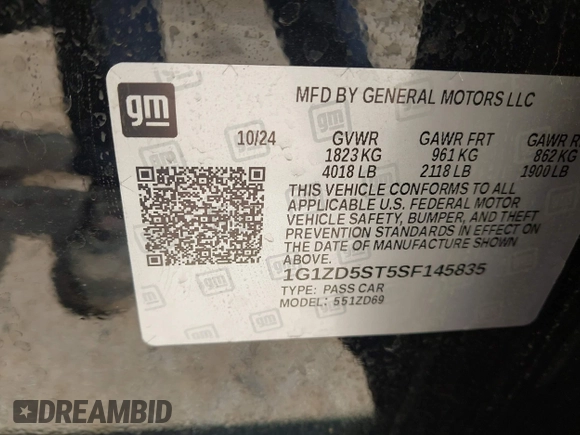 gm
MFD BY GENERAL MOTORS LLC
10/24 GVWR GAWR FRT GAWR R
1823 KG 961 KG 862 KG
4018 LB 2118 LB 1900 LB
THIS VEHICLE CONFORMS TO ALL
APPLICABLE U.S. FEDERAL MOTOR
VEHICLE SAFETY, BUMPER, AND THEFT
PREVENTION STANDARDS IN EFFECT ON
THE DATE OF MANUFACTURE SHOWN
ABOVE.
1G1ZD5ST5SF145835
TYPE: PASS CAR
MODEL: 551ZD69
DREAMBID